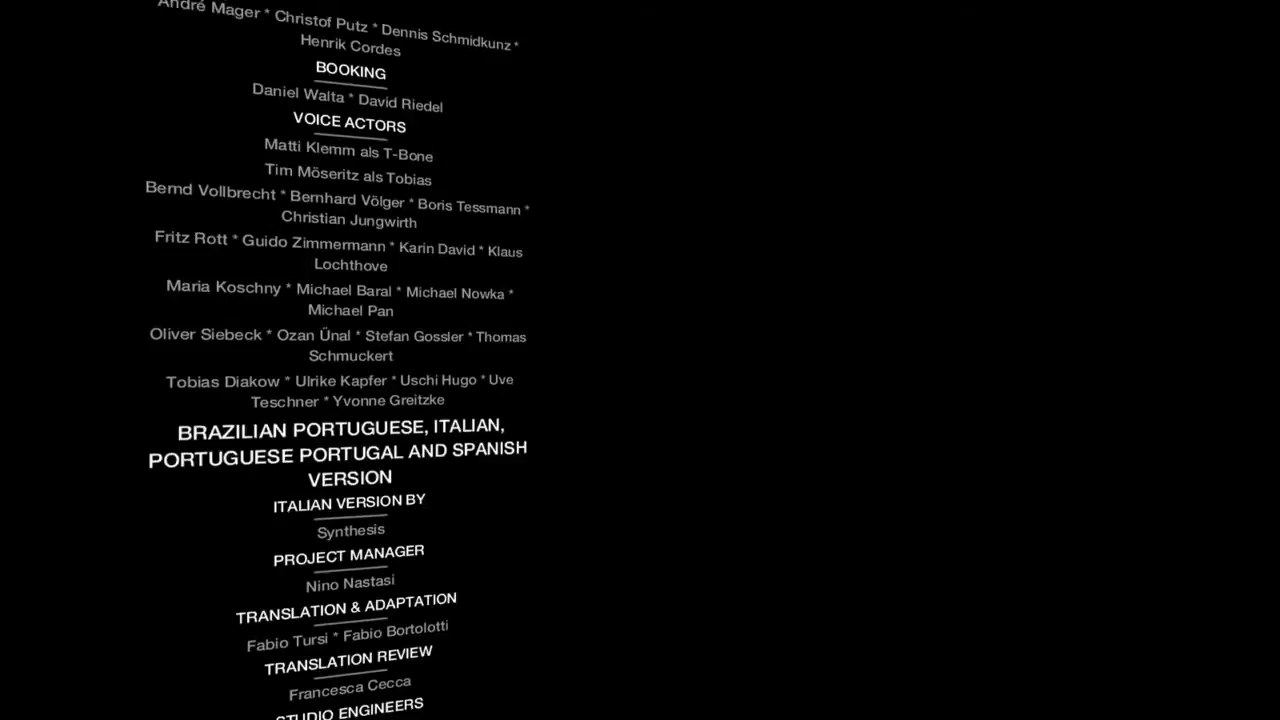 André Mager * Christof Putz * Dennis Schmidkunz *
Henrik Cordes
BOOKING
Daniel Walta * David Riedel
VOICE ACTORS
Matti Klemm als T-Bone
Tim Möseritz als Tobias
Bernd Vollbrecht * Bernhard Völger * Boris Tessmann *
Christian Jungwirth
Fritz Rott * Guido Zimmermann * Karin David * Klaus
Lochthove
Maria Koschny * Michael Baral * Michael Nowka *
Michael Pan
Oliver Siebeck * Ozan Ünal * Stefan Gossler * Thomas
Schmuckert
Tobias Diakow * Ulrike Kapfer * Uschi Hugo * Uve
Teschner * Yvonne Greitzke
BRAZILIAN PORTUGUESE, ITALIAN,
PORTUGUESE PORTUGAL AND SPANISH
VERSION
ITALIAN VERSION BY
Synthesis
PROJECT MANAGER
Nino Nastasi
TRANSLATION & ADAPTATION
Fabio Tursi * Fabio Bortolotti
TRANSLATION REVIEW
Francesca Cecca
STUDIO ENGINEERS